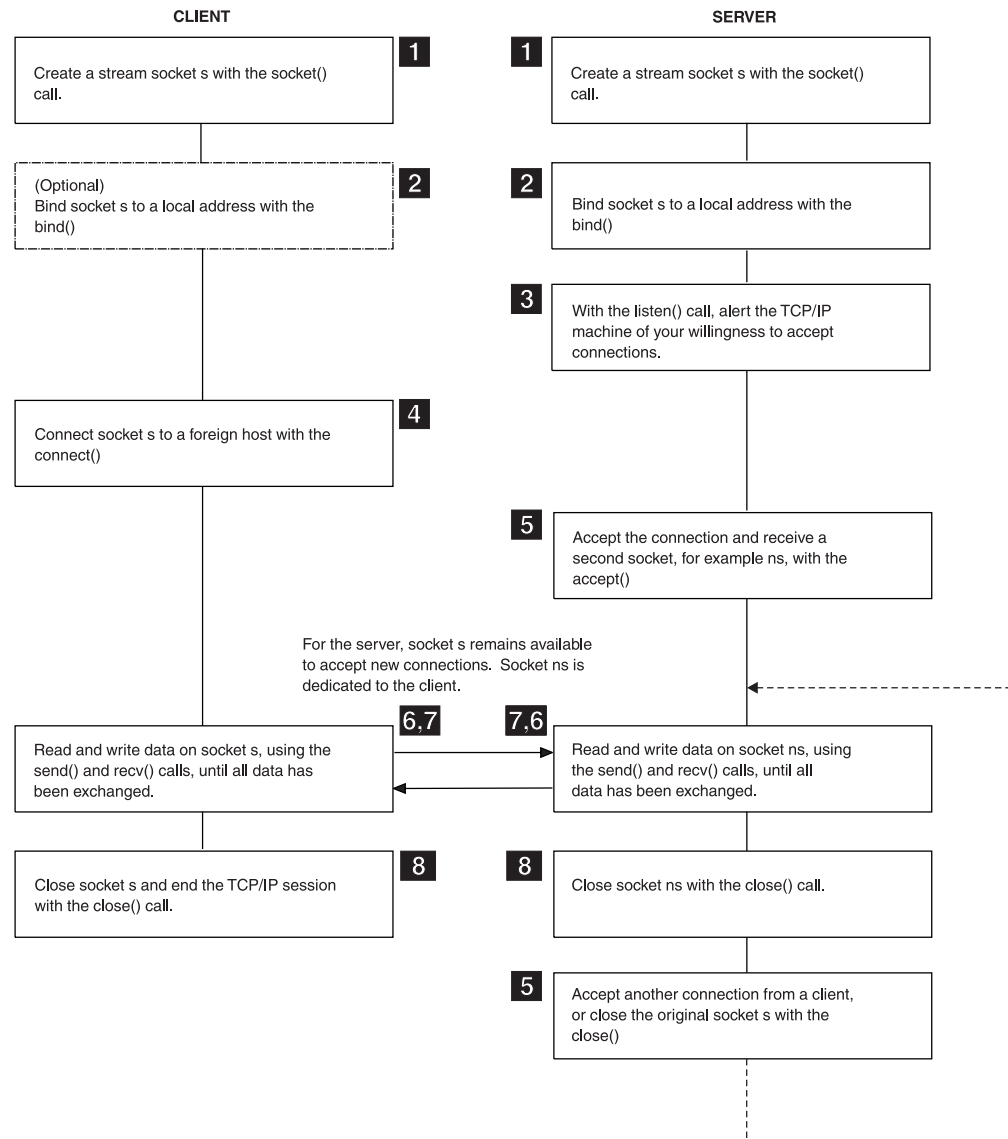 CLIENT
SERVER
1
1
Create a stream socket s with the socket()
call.
Create a stream socket s with the socket()
call.
2
2
(Optional)
Bind socket s to a local address with the
bind()
Bind socket s to a local address with the
bind()
3
With the listen() call, alert the TCP/IP
machine of your willingness to accept
connections.
4
Connect socket s to a foreign host with the
connect()
5
Accept the connection and receive a
second socket, for example ns, with the
accept()
For the server, socket s remains available
to accept new connections. Socket ns is
dedicated to the client.
6,7
7,6
Read and write data on socket s, using the
send() and recv() calls, until all data has
been exchanged.
Read and write data on socket ns, using
the send() and recv() calls, until all
data has been exchanged.
8
8
Close socket s and end the TCP/IP session
with the close() call.
Close socket ns with the close() call.
5
Accept another connection from a client,
or close the original socket s with the
close()